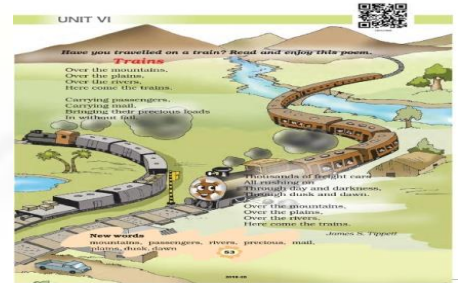 UNIT VI
Have you travelled on a train? Read and enjoy this poem.
Trains
Over the mountains,
Over the plains,
Over the rivers,
Here come the trains.
Carrying passengers,
Carrying mail,
Bringing their precious loads
In without fail.
Thousands of freight cars
All rushing on
Through day and darkness,
Through dusk and dawn.
Over the mountains,
Over the plains,
Over the rivers,
Here come the trains.
James S. Tippett
New words
mountains, passengers, rivers, precious, mail,
plains, dusk, dawn
53